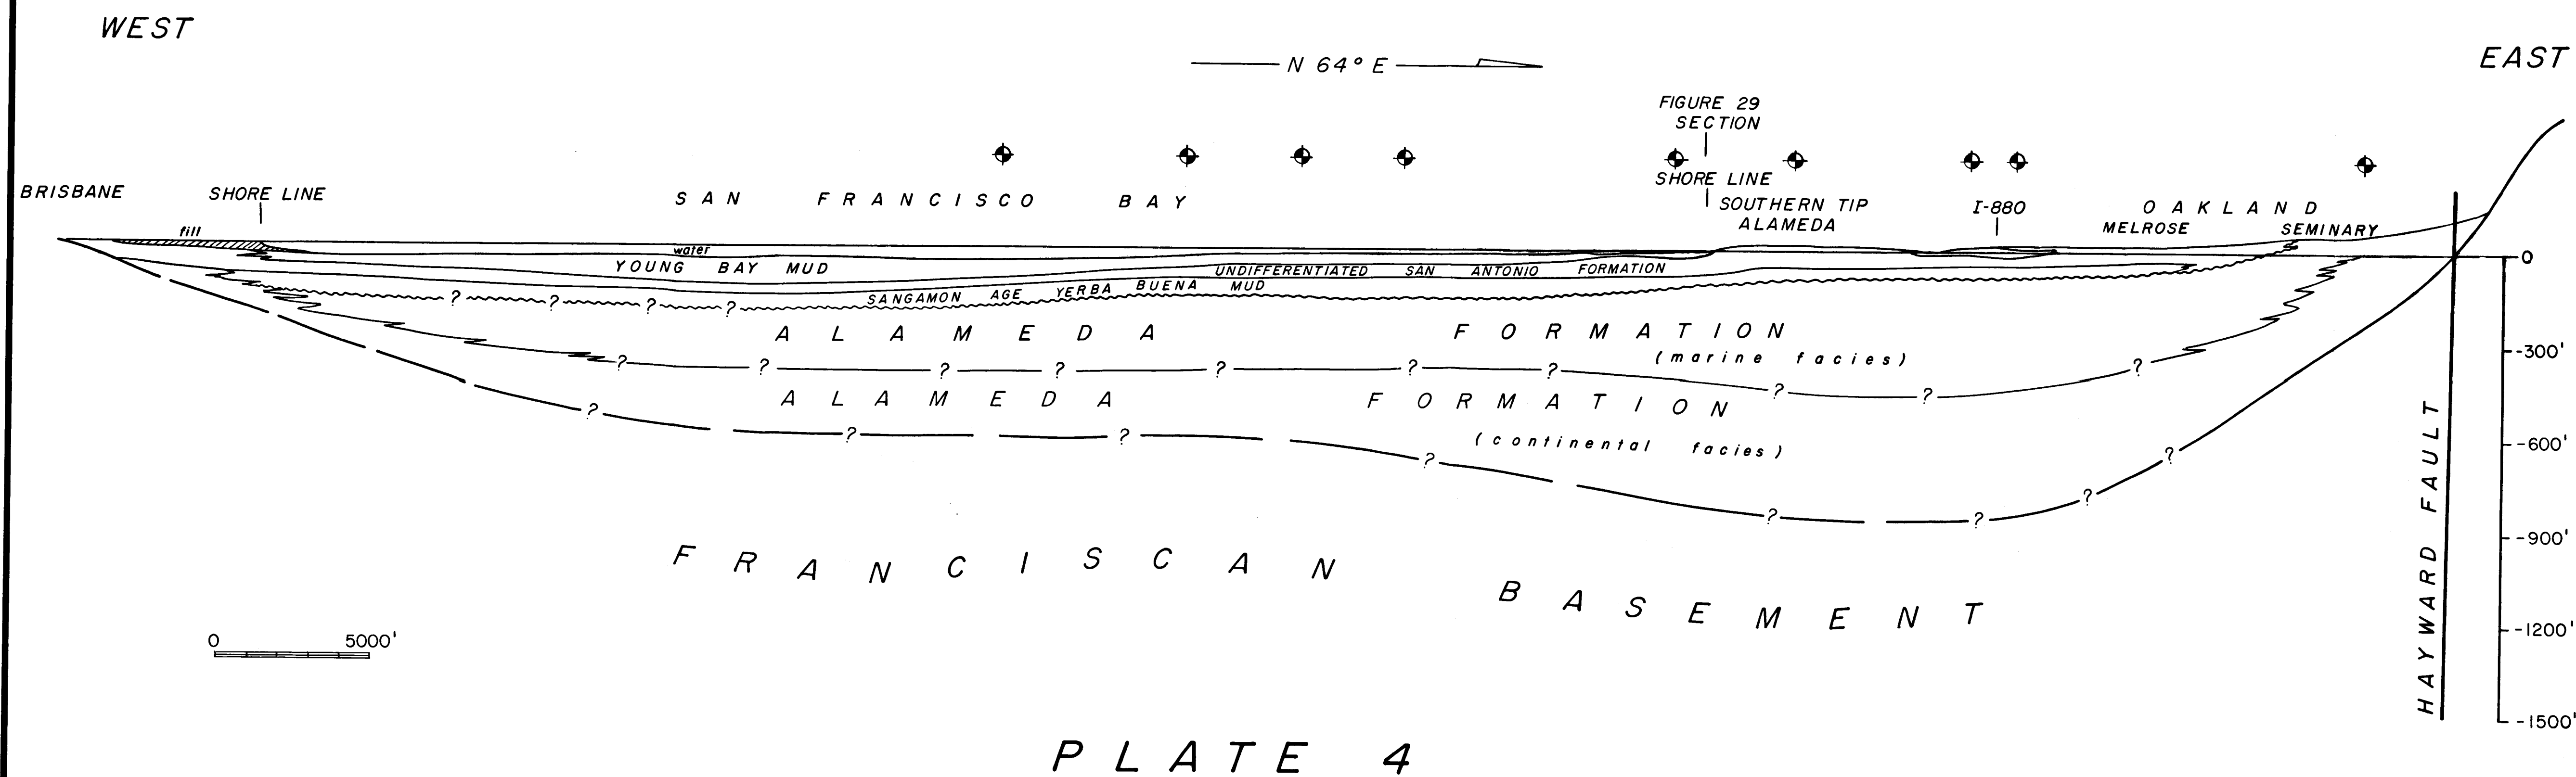 WEST
EAST
N 64° E
FIGURE 29
SECTION
SHORE LINE
BRISBANE
SHORE LINE
SAN FRANCISCO BAY
SOUTHERN TIP
ALAMEDA
I-880
OAKLAND
MELROSE
SEMINARY
fill
water
0
YOUNG BAY MUD
UNDIFFERENTIATED SAN ANTONIO FORMATION
SANGAMON AGE YERBA BUENA MUD
? ? ? ?
ALAMEDA FORMATION
(marine facies)
-300'
? ? ? ? ? ? ? ? ? ?
ALAMEDA FORMATION
(continental facies)
? ? ? ? ? ? ? ?
-600'
-900'
FRANCISCAN BASEMENT
HAYWARD FAULT
-1200'
0 5000'
-1500'
PLATE 4